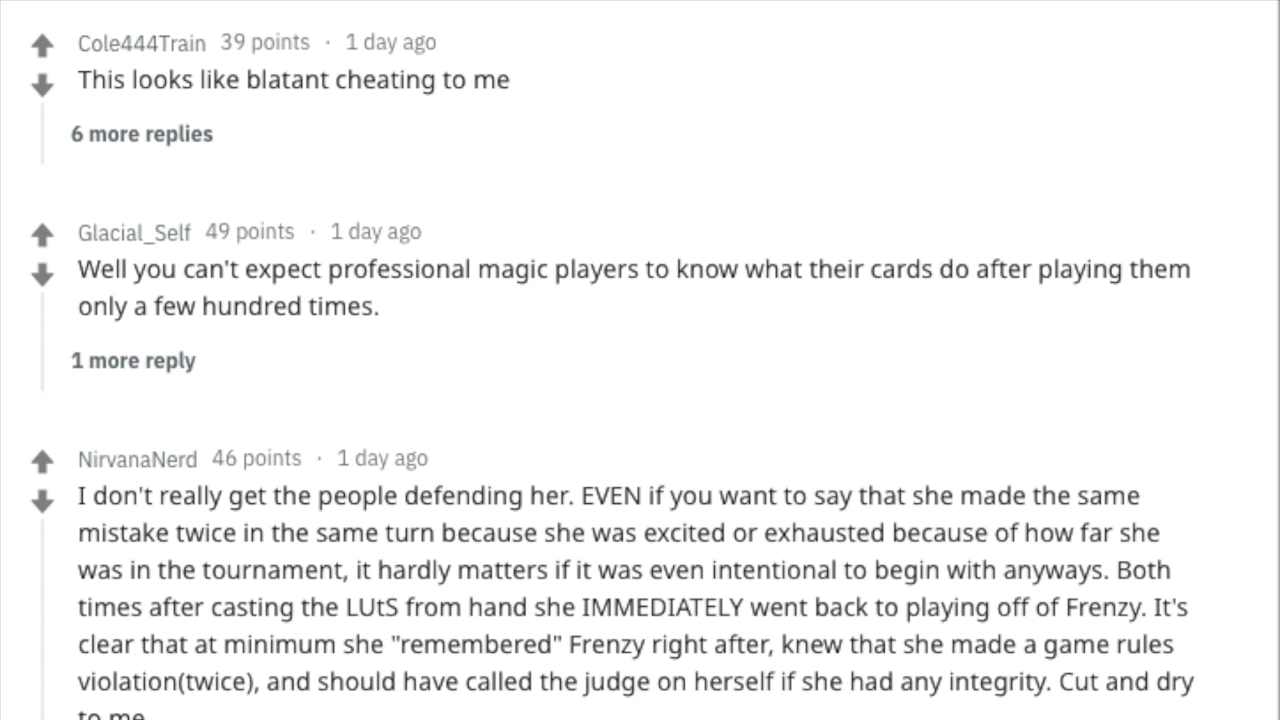 Cole444Train 39 points · 1 day ago
This looks like blatant cheating to me
6 more replies
Glacial_Self 49 points · 1 day ago
Well you can't expect professional magic players to know what their cards do after playing them
only a few hundred times.
1 more reply
NirvanaNerd 46 points · 1 day ago
I don't really get the people defending her. EVEN if you want to say that she made the same
mistake twice in the same turn because she was excited or exhausted because of how far she
was in the tournament, it hardly matters if it was even intentional to begin with anyways. Both
times after casting the LUtS from hand she IMMEDIATELY went back to playing off of Frenzy. It's
clear that at minimum she "remembered" Frenzy right after, knew that she made a game rules
violation(twice), and should have called the judge on herself if she had any integrity. Cut and dry
to me